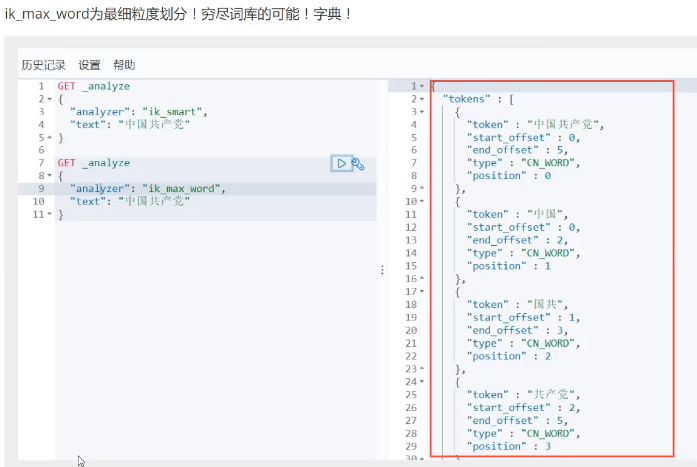 ik_max_word为最细粒度划分！穷尽词库的可能！字典！
历史记录 设置 帮助
1 GET _analyze
2 {
3 "analyzer": "ik_smart",
4 "text": "中国共产党"
5 }
6
7 GET _analyze
8 {
9 "analyzer": "ik_max_word",
10 "text": "中国共产党"
11 }
1 {
2 "tokens" : [
3 {
4 "token" : "中国共产党",
5 "start_offset" : 0,
6 "end_offset" : 5,
7 "type" : "CN_WORD",
8 "position" : 0
9 },
10 {
11 "token" : "中国",
12 "start_offset" : 0,
13 "end_offset" : 2,
14 "type" : "CN_WORD",
15 "position" : 1
16 },
17 {
18 "token" : "国共",
19 "start_offset" : 1,
20 "end_offset" : 3,
21 "type" : "CN_WORD",
22 "position" : 2
23 },
24 {
25 "token" : "共产党",
26 "start_offset" : 2,
27 "end_offset" : 5,
28 "type" : "CN_WORD",
29 "position" : 3
30 }